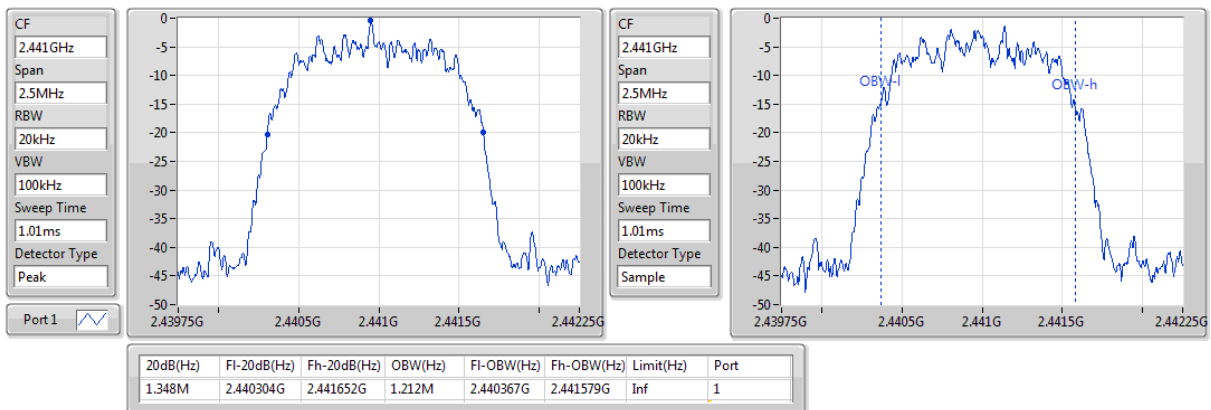 CF
2.441GHz
Span
2.5MHz
RBW
20kHz
VBW
100kHz
Sweep Time
1.01ms
Detector Type
Peak
Port 1
0
-5
-10
-15
-20
-25
-30
-35
-40
-45
-50
2.43975G 2.4405G 2.441G 2.4415G 2.44225G
CF
2.441GHz
Span
2.5MHz
RBW
20kHz
VBW
100kHz
Sweep Time
1.01ms
Detector Type
Sample
0
-5
-10
-15
-20
-25
-30
-35
-40
-45
-50
OBW-l
OBW-h
2.43975G 2.4405G 2.441G 2.4415G 2.44225G
20dB(Hz) Fl-20dB(Hz) Fh-20dB(Hz) OBW(Hz) Fl-OBW(Hz) Fh-OBW(Hz) Limit(Hz) Port
1.348M 2.440304G 2.441652G 1.212M 2.440367G 2.441579G Inf 1